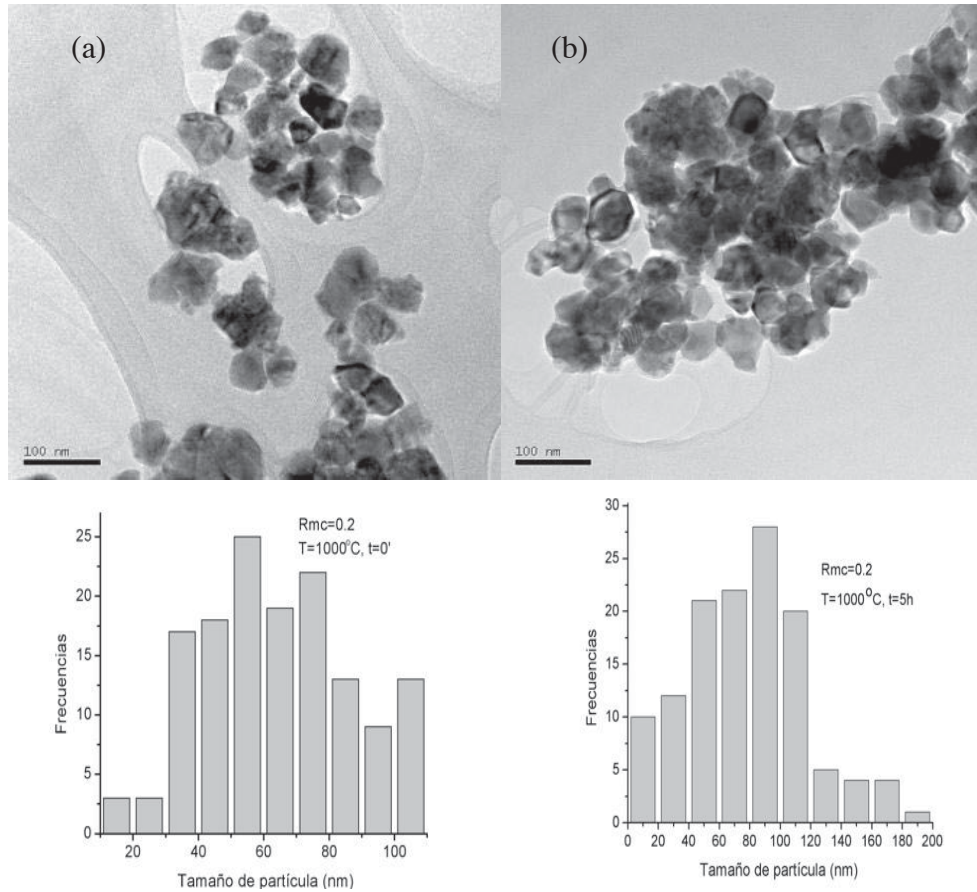 (a)
(b)
100 nm
100 nm
Rmc=0.2
T=1000°C, t=0'
Frecuencias
25
20
15
10
5
0
20 40 60 80 100
Tamaño de partícula (nm)
Rmc=0.2
T=1000°C, t=5h
Frecuencias
30
25
20
15
10
5
0
0 20 40 60 80 100 120 140 160 180 200
Tamaño de partícula (nm)